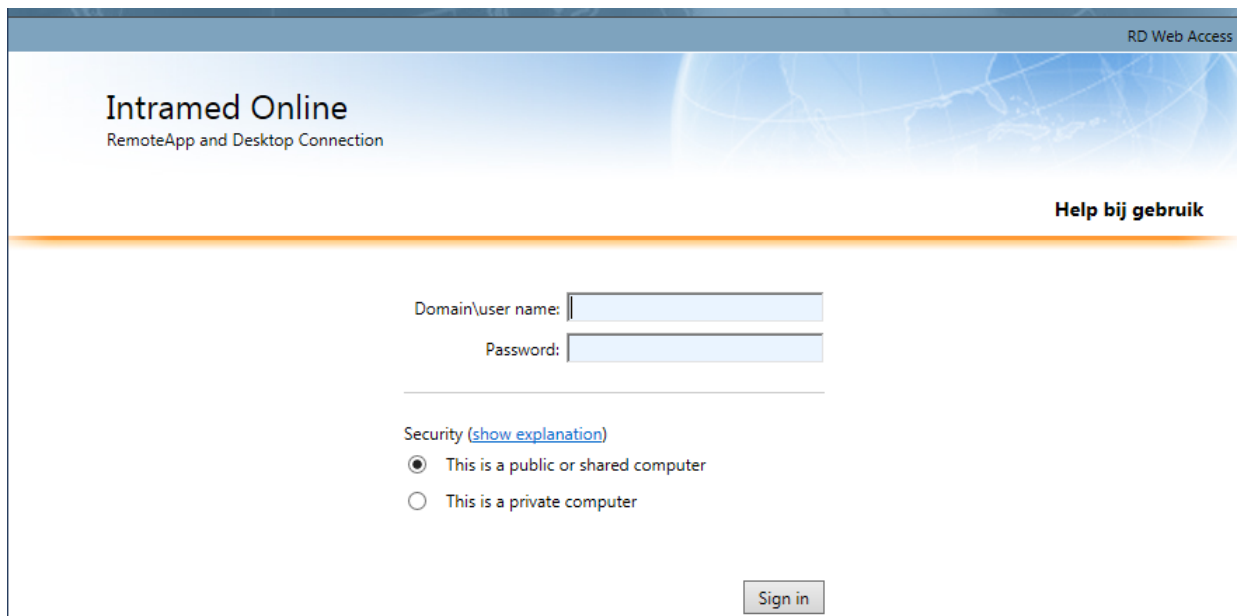 RD Web Access
Intramed Online
RemoteApp and Desktop Connection
Help bij gebruik
Domain\user name:
Password:
Security (show explanation)
This is a public or shared computer
This is a private computer
Sign in